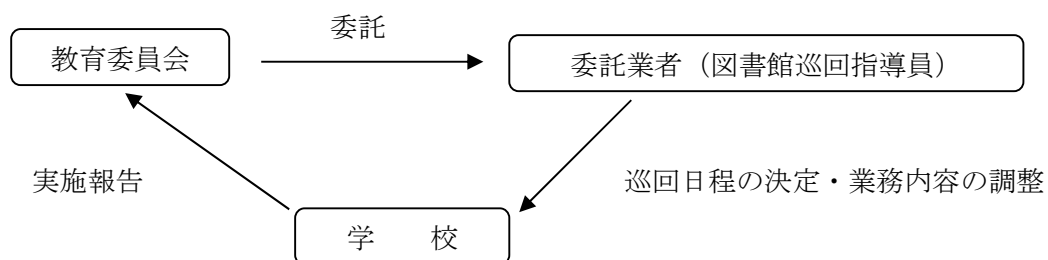 委託
教育委員会
委託業者（図書館巡回指導員）
実施報告
巡回日程の決定・業務内容の調整
学　　校